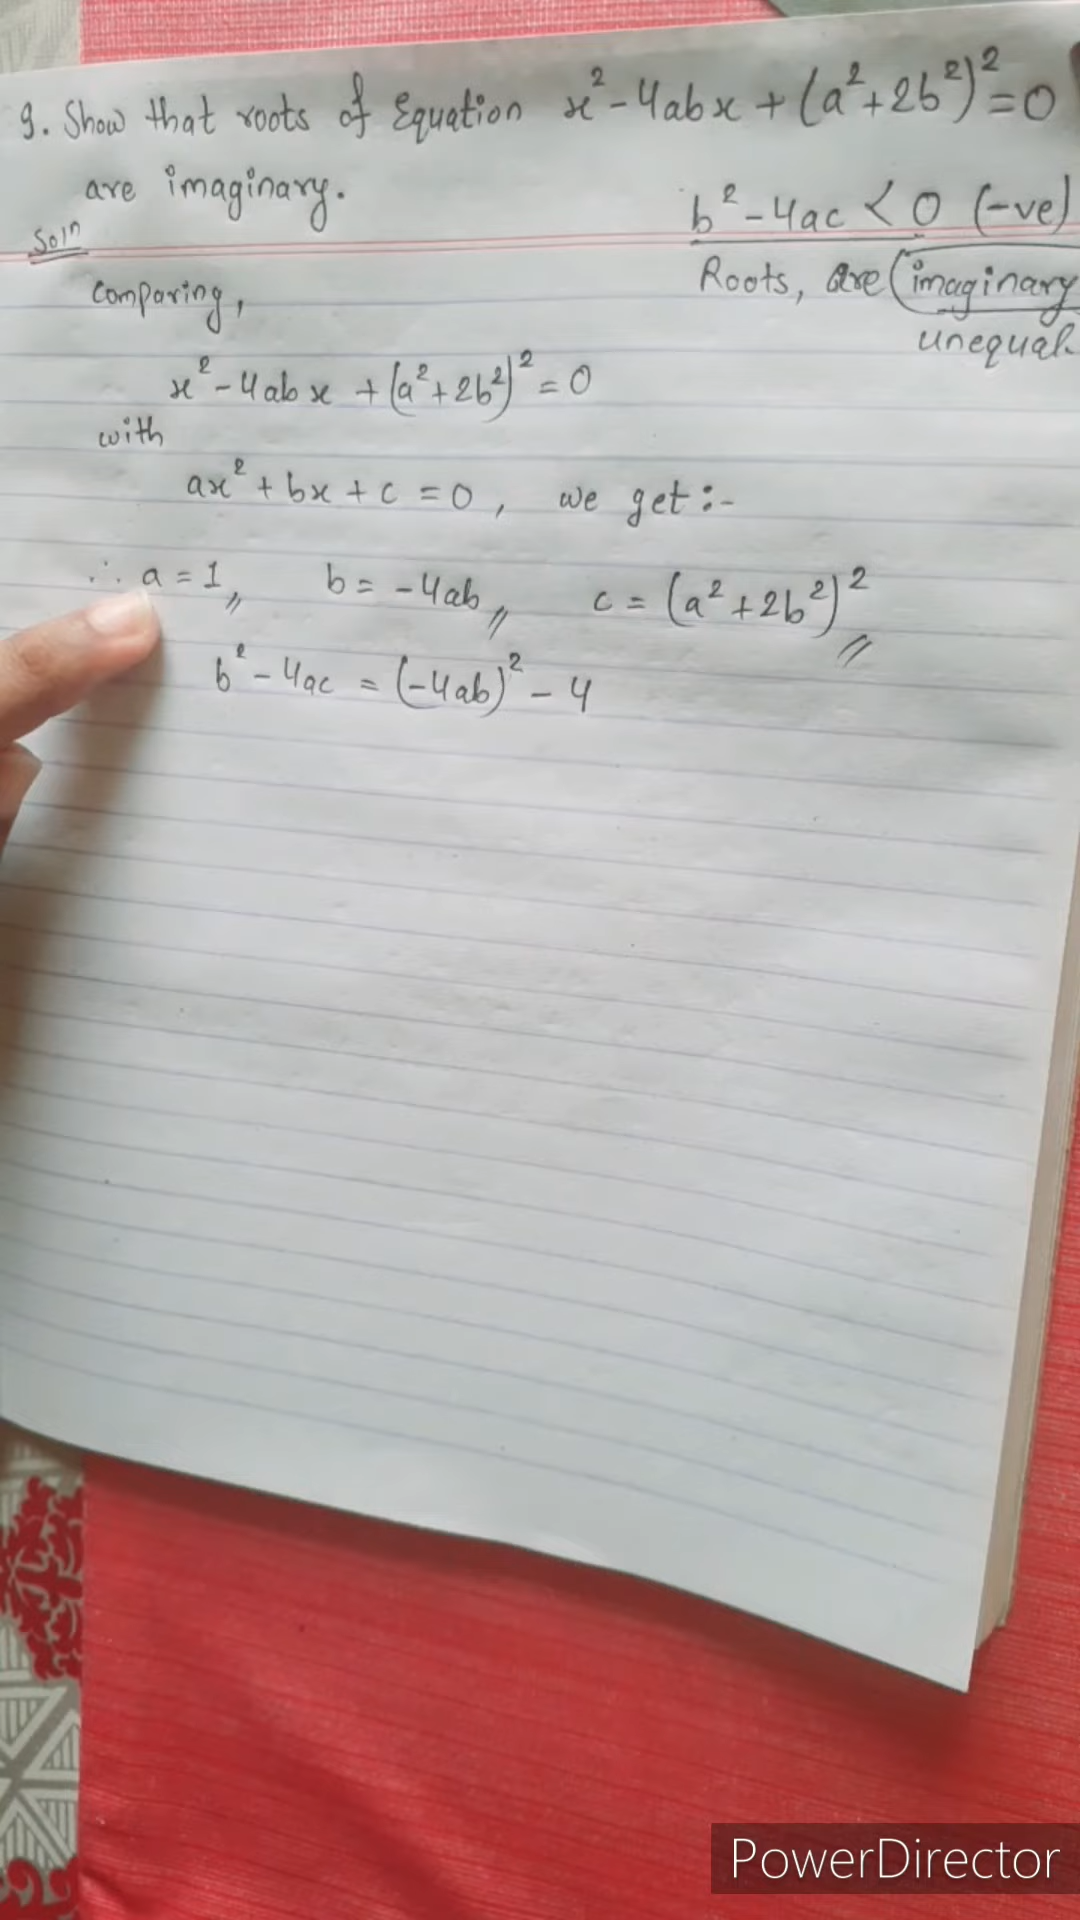 9. Show that roots of Equation x² - 4abx + (a² + 2b²)² = 0
are imaginary.
b² - 4ac < 0 (-ve)
Soln
Roots, are imaginary
unequal.
Comparing,
x² - 4abx + (a² + 2b²)² = 0
with
ax² + bx + c = 0, we get :-
∴ a = 1,, b = -4ab,, c = (a² + 2b²)²,,
b² - 4ac = (-4ab)² - 4
PowerDirector